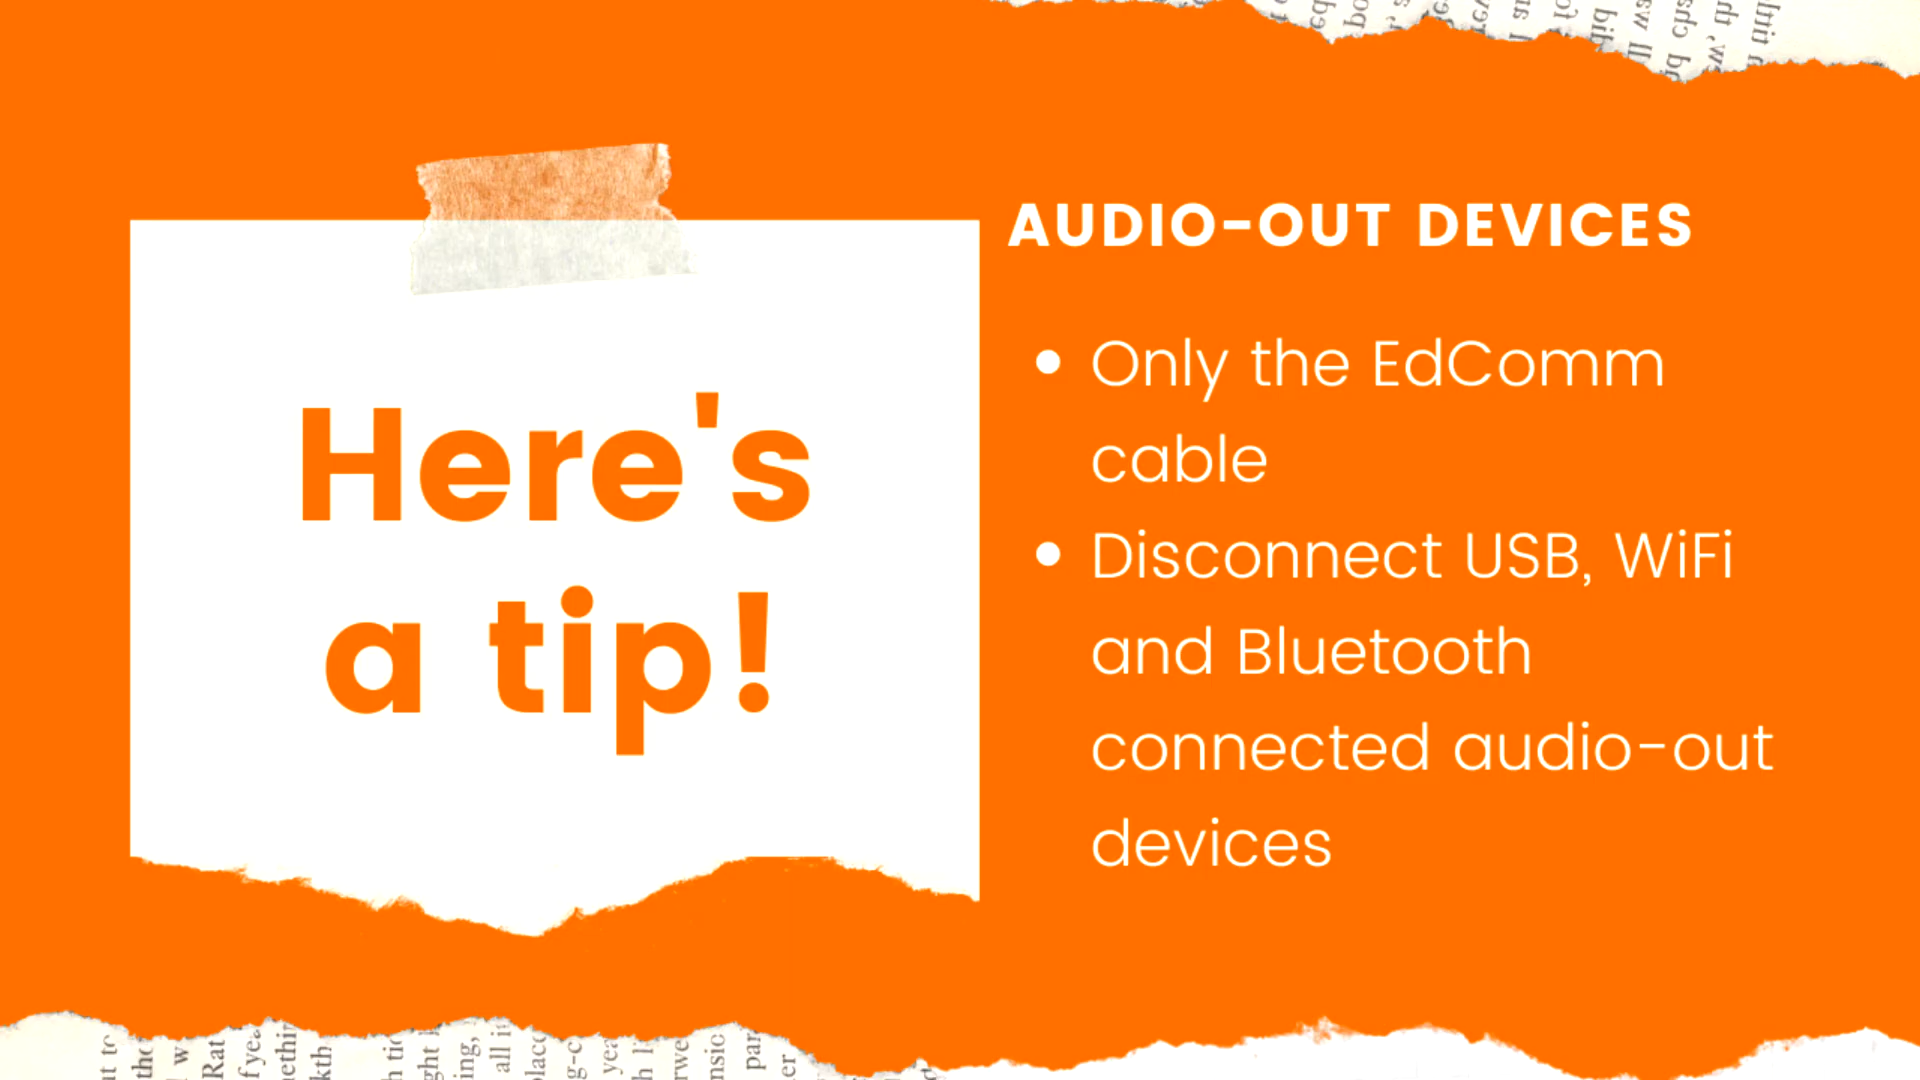 Here's
a tip!
AUDIO-OUT DEVICES
• Only the EdComm
cable
• Disconnect USB, WiFi
and Bluetooth
connected audio-out
devices